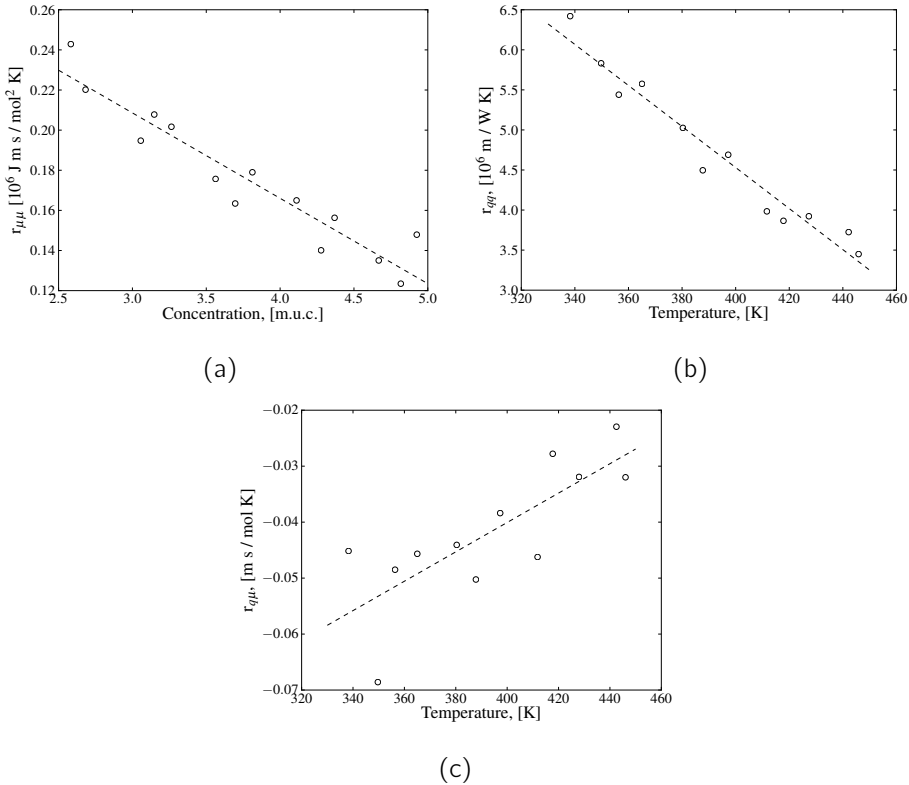 0.26
0.24
0.22
0.20
0.18
0.16
0.14
0.12
2.5 3.0 3.5 4.0 4.5 5.0
r_μμ [10^6 J m s / mol^2 K]
Concentration, [m.u.c.]
(a)
6.5
6.0
5.5
5.0
4.5
4.0
3.5
3.0
320 340 360 380 400 420 440 460
r_qq, [10^6 m / W K]
Temperature, [K]
(b)
−0.02
−0.03
−0.04
−0.05
−0.06
−0.07
320 340 360 380 400 420 440 460
r_qμ, [m s / mol K]
Temperature, [K]
(c)